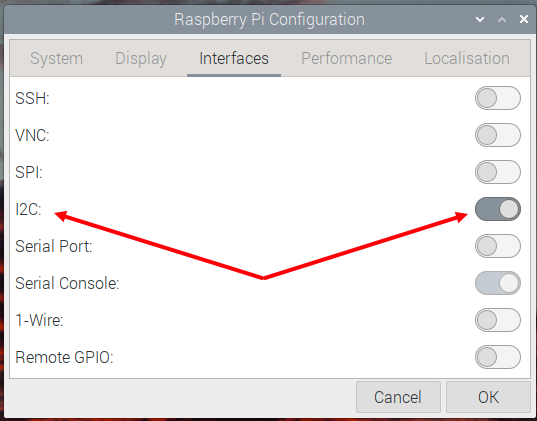 Raspberry Pi Configuration
System Display Interfaces Performance Localisation
SSH:
VNC:
SPI:
I2C:
Serial Port:
Serial Console:
1-Wire:
Remote GPIO:
Cancel OK